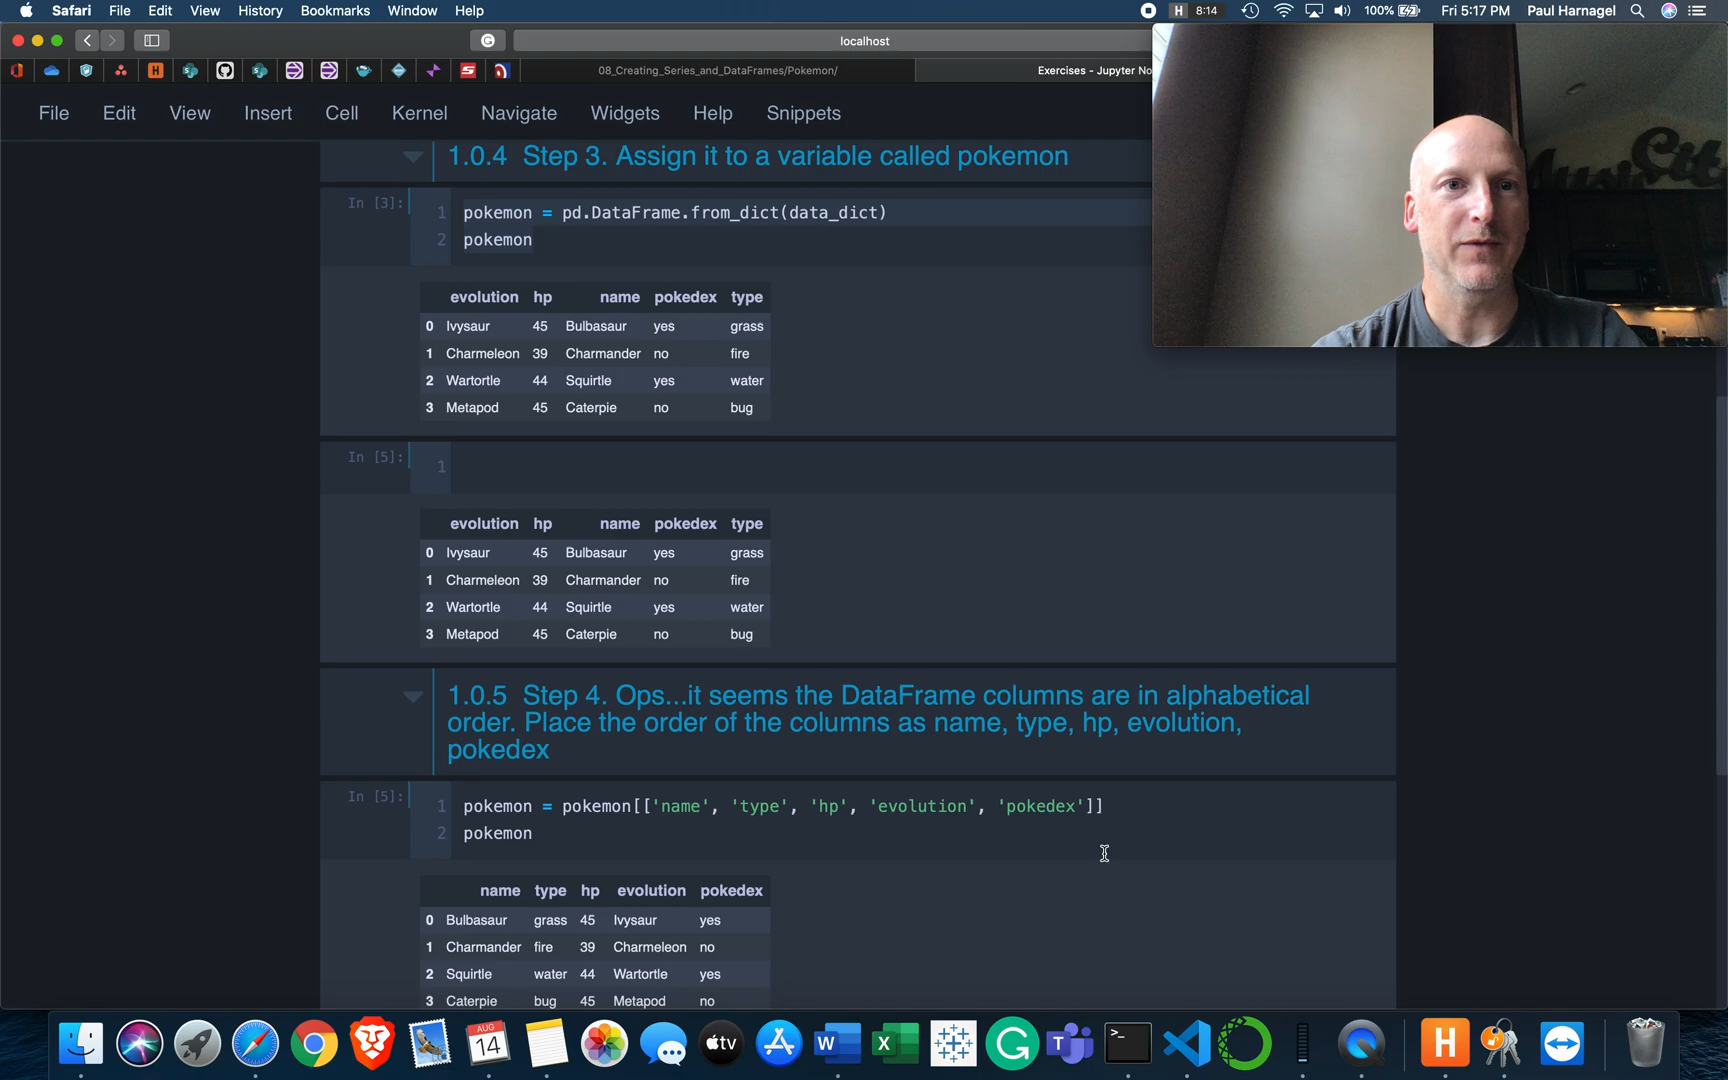 Safari File Edit View History Bookmarks Window Help H 8:14 100% Fri 5:17 PM Paul Harnagel
localhost
08_Creating_Series_and_DataFrames/Pokemon/ Exercises - Jupyter No
File Edit View Insert Cell Kernel Navigate Widgets Help Snippets
1.0.4 Step 3. Assign it to a variable called pokemon
In [3]: 1 pokemon = pd.DataFrame.from_dict(data_dict)
2 pokemon
evolution hp name pokedex type
0 Ivysaur 45 Bulbasaur yes grass
1 Charmeleon 39 Charmander no fire
2 Wartortle 44 Squirtle yes water
3 Metapod 45 Caterpie no bug
In [5]: 1
evolution hp name pokedex type
0 Ivysaur 45 Bulbasaur yes grass
1 Charmeleon 39 Charmander no fire
2 Wartortle 44 Squirtle yes water
3 Metapod 45 Caterpie no bug
1.0.5 Step 4. Ops...it seems the DataFrame columns are in alphabetical
order. Place the order of the columns as name, type, hp, evolution,
pokedex
In [5]: 1 pokemon = pokemon[['name', 'type', 'hp', 'evolution', 'pokedex']]
2 pokemon
name type hp evolution pokedex
0 Bulbasaur grass 45 Ivysaur yes
1 Charmander fire 39 Charmeleon no
2 Squirtle water 44 Wartortle yes
3 Caterpie bug 45 Metapod no
AUG
14
tv
W
X
G
T
>_
H